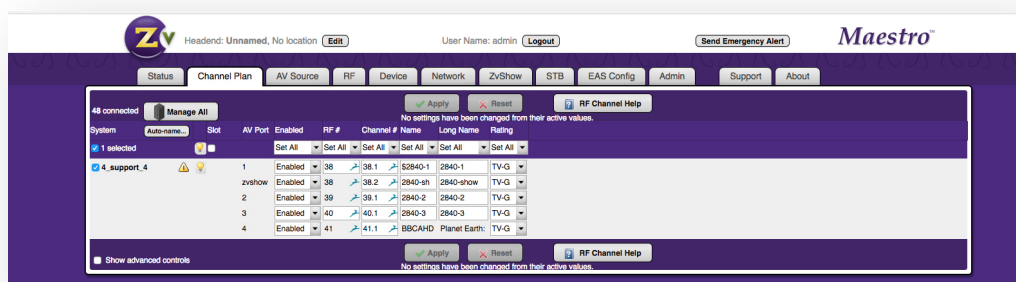 Zv Headend: Unnamed, No location Edit User Name: admin Logout Send Emergency Alert Maestro™
Status Channel Plan AV Source RF Device Network ZvShow STB EAS Config Admin Support About
48 connected Manage All Apply Reset RF Channel Help
No settings have been changed from their active values.
System Auto-name... Slot AV Port Enabled RF # Channel # Name Long Name Rating
1 selected Set All Set All Set All Set All Set All Set All
4_support_4 1 Enabled 38 38.1 S2840-1 2840-1 TV-G
zvshow Enabled 38 38.2 2840-sh 2840-show TV-G
2 Enabled 39 39.1 2840-2 2840-2 TV-G
3 Enabled 40 40.1 2840-3 2840-3 TV-G
4 Enabled 41 41.1 BBCAHD Planet Earth: TV-G
Show advanced controls Apply Reset RF Channel Help
No settings have been changed from their active values.